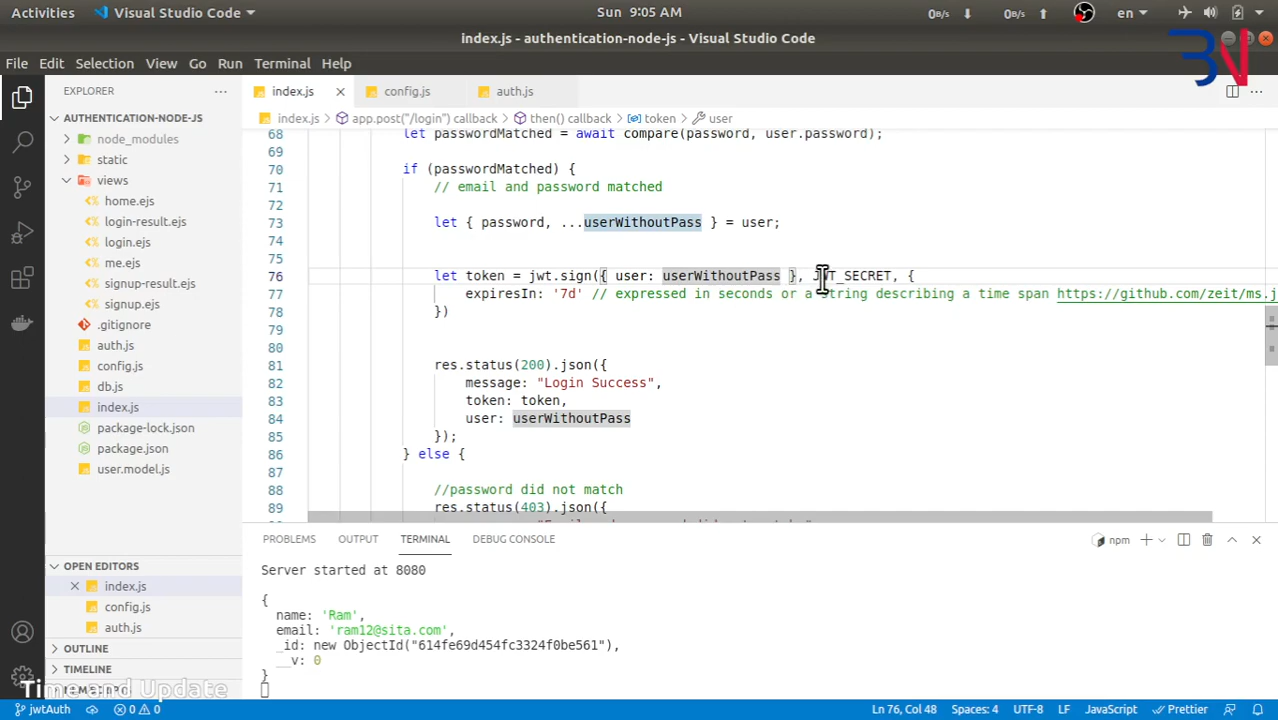 Activities Visual Studio Code Sun 9:05 AM 0B/s 0B/s en
index.js - authentication-node-js - Visual Studio Code
BN
File Edit Selection View Go Run Terminal Help
EXPLORER
AUTHENTICATION-NODE-JS
node_modules
static
views
home.ejs
login-result.ejs
login.ejs
me.ejs
signup-result.ejs
signup.ejs
.gitignore
auth.js
config.js
db.js
index.js
package-lock.json
package.json
user.model.js
OPEN EDITORS
index.js
config.js
auth.js
OUTLINE
TIMELINE
Time and Update
index.js config.js auth.js
index.js app.post("/login") callback then() callback token user
68 let passwordMatched = await compare(password, user.password);
69
70 if (passwordMatched) {
71 // email and password matched
72
73 let { password, ...userWithoutPass } = user;
74
75
76 let token = jwt.sign({ user: userWithoutPass }, JWT_SECRET, {
77 expiresIn: '7d' // expressed in seconds or a string describing a time span https://github.com/zeit/ms.j
78 })
79
80
81 res.status(200).json({
82 message: "Login Success",
83 token: token,
84 user: userWithoutPass
85 });
86 } else {
87
88 //password did not match
89 res.status(403).json({
PROBLEMS OUTPUT TERMINAL DEBUG CONSOLE npm
Server started at 8080
{
name: 'Ram',
email: 'ram12@sita.com',
_id: new ObjectId("614fe69d454fc3324f0be561"),
__v: 0
}
jwtAuth 0 0 Ln 76, Col 48 Spaces: 4 UTF-8 LF JavaScript Prettier